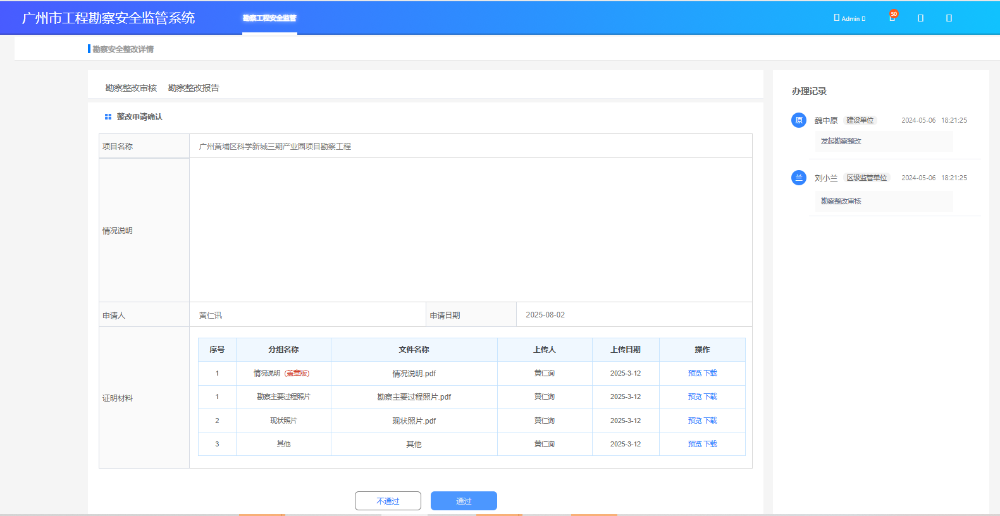 广州市工程勘察安全监管系统 勘察工程安全监管 Admin 50
勘察安全整改详情
勘察整改审核 勘察整改报告
整改申请确认
项目名称 广州黄埔区科学新城三期产业园项目勘察工程
情况说明
申请人 黄仁讯 申请日期 2025-08-02
证明材料
序号 分组名称 文件名称 上传人 上传日期 操作
1 情况说明（盖章版） 情况说明.pdf 黄仁询 2025-3-12 预览 下载
1 勘察主要过程照片 勘察主要过程照片.pdf 黄仁询 2025-3-12 预览 下载
2 现状照片 现状照片.pdf 黄仁询 2025-3-12 预览 下载
3 其他 其他 黄仁询 2025-3-12 预览 下载
不通过 通过
办理记录
原 魏中原 建设单位 2024-05-06 18:21:25
发起勘察整改
兰 刘小兰 区级监管单位 2024-05-06 18:21:25
勘察整改审核